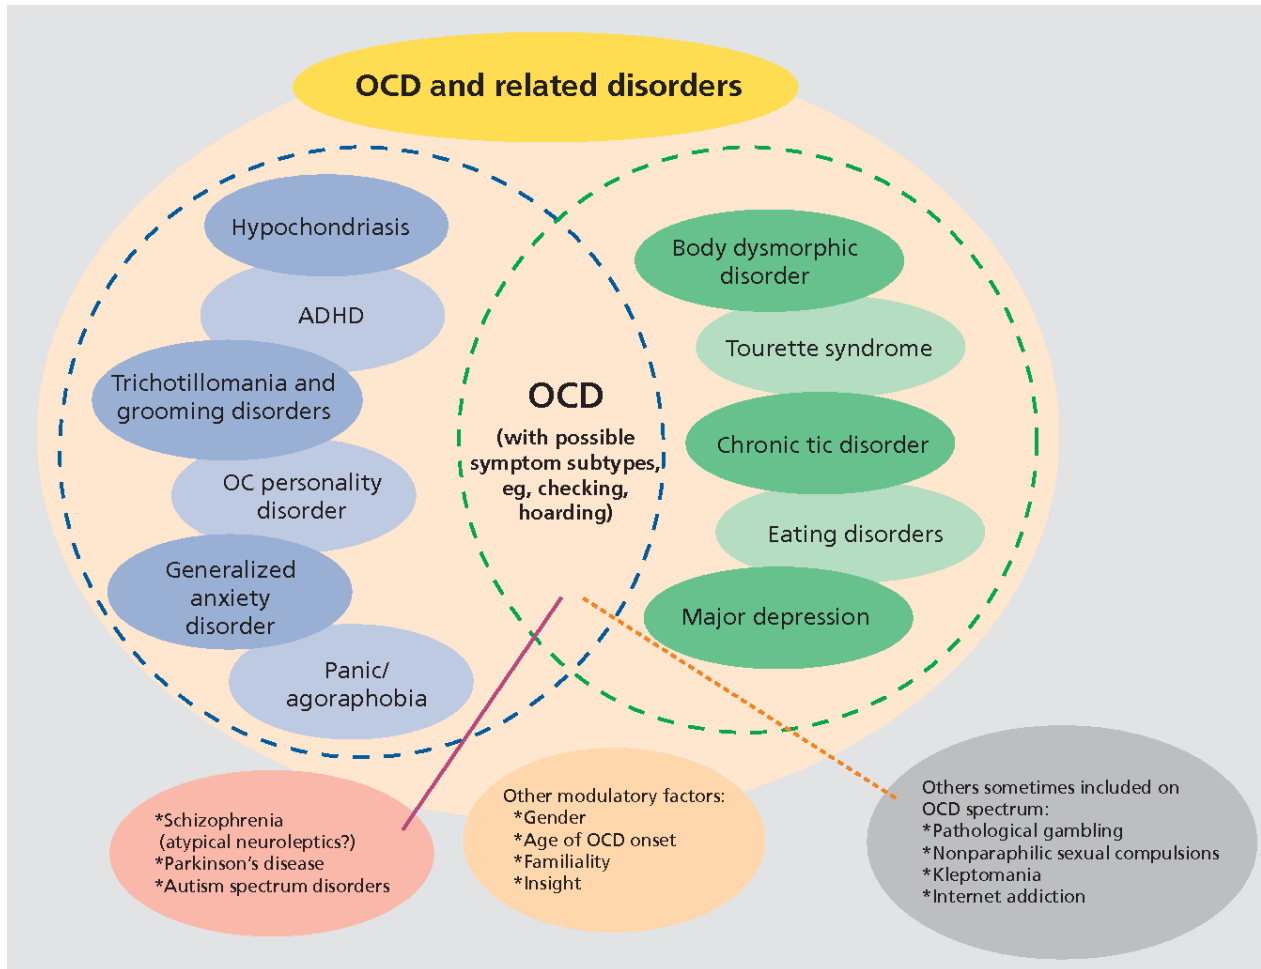 OCD and related disorders
Hypochondriasis
ADHD
Trichotillomania and
grooming disorders
OC personality
disorder
Generalized
anxiety
disorder
Panic/
agoraphobia
OCD
(with possible
symptom subtypes,
eg, checking,
hoarding)
Body dysmorphic
disorder
Tourette syndrome
Chronic tic disorder
Eating disorders
Major depression
*Schizophrenia
(atypical neuroleptics?)
*Parkinson's disease
*Autism spectrum disorders
Other modulatory factors:
*Gender
*Age of OCD onset
*Familiality
*Insight
Others sometimes included on
OCD spectrum:
*Pathological gambling
*Nonparaphilic sexual compulsions
*Kleptomania
*Internet addiction